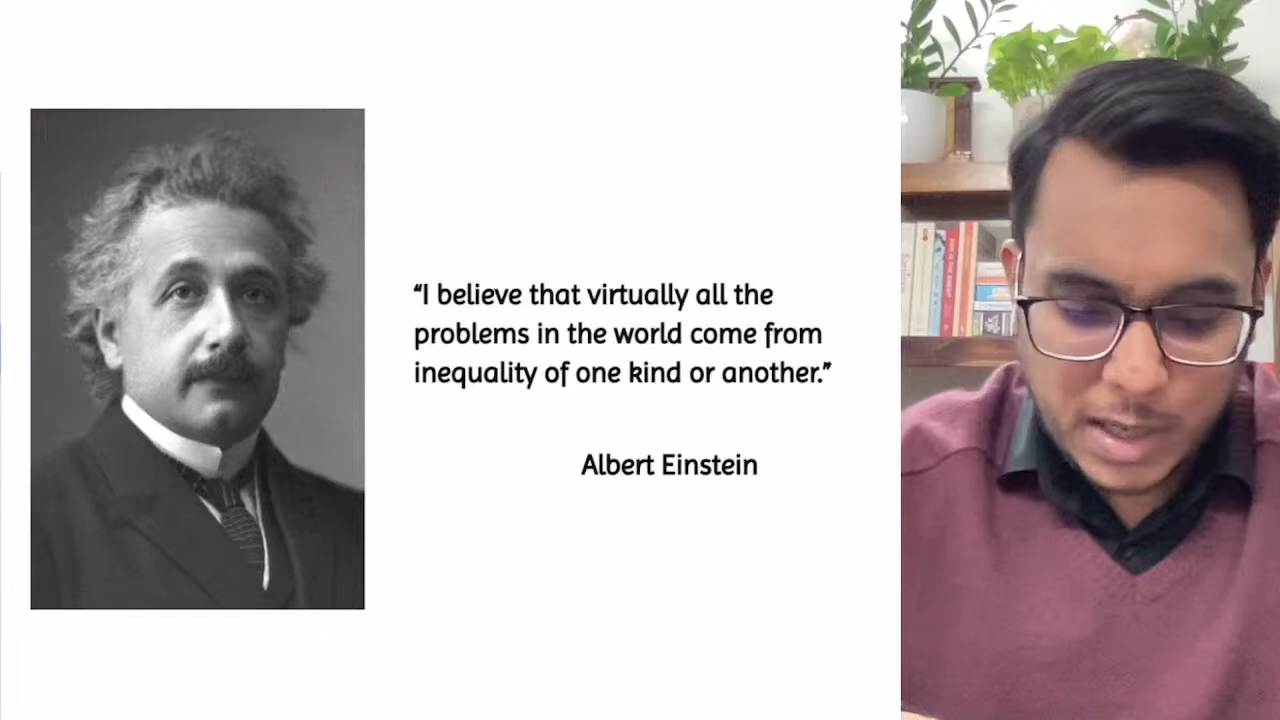 “I believe that virtually all the
problems in the world come from
inequality of one kind or another.”
Albert Einstein